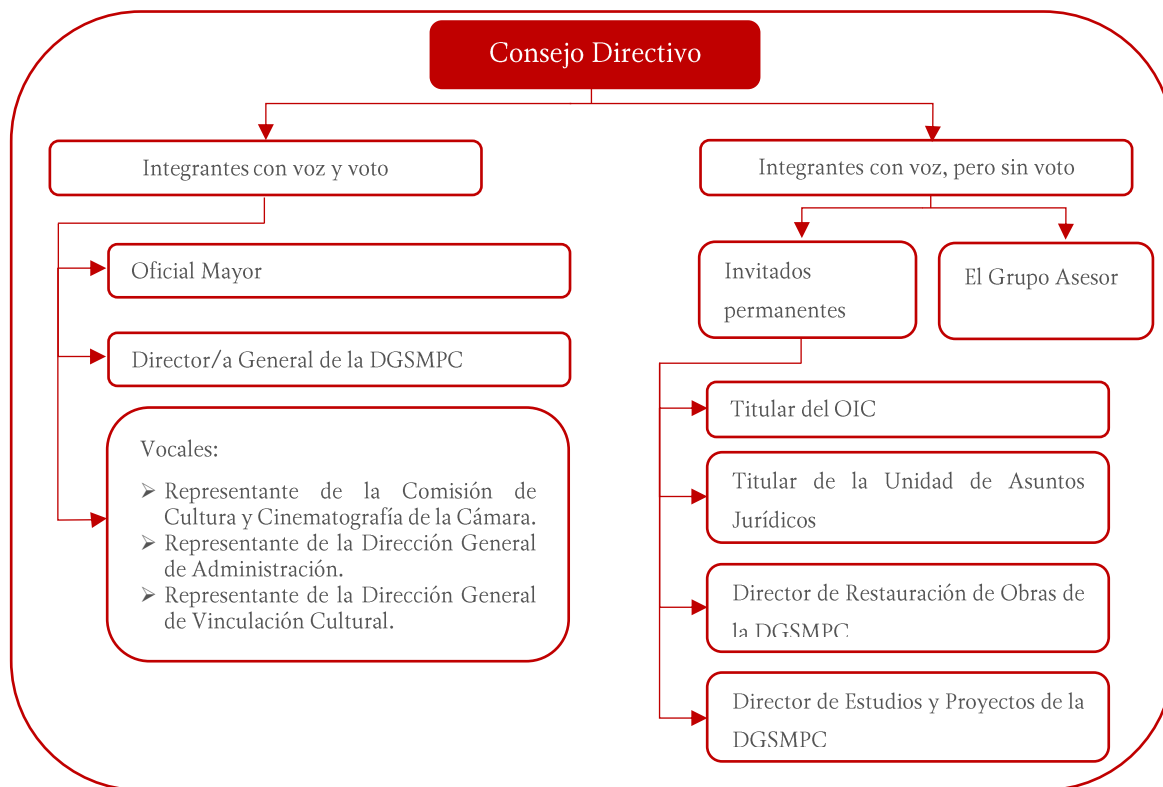 Consejo Directivo
Integrantes con voz y voto
Oficial Mayor
Director/a General de la DGSMPC
Vocales:
➢ Representante de la Comisión de
Cultura y Cinematografía de la Cámara.
➢ Representante de la Dirección General
de Administración.
➢ Representante de la Dirección General
de Vinculación Cultural.
Integrantes con voz, pero sin voto
Invitados
permanentes
El Grupo Asesor
Titular del OIC
Titular de la Unidad de Asuntos
Jurídicos
Director de Restauración de Obras de
la DGSMPC
Director de Estudios y Proyectos de la
DGSMPC